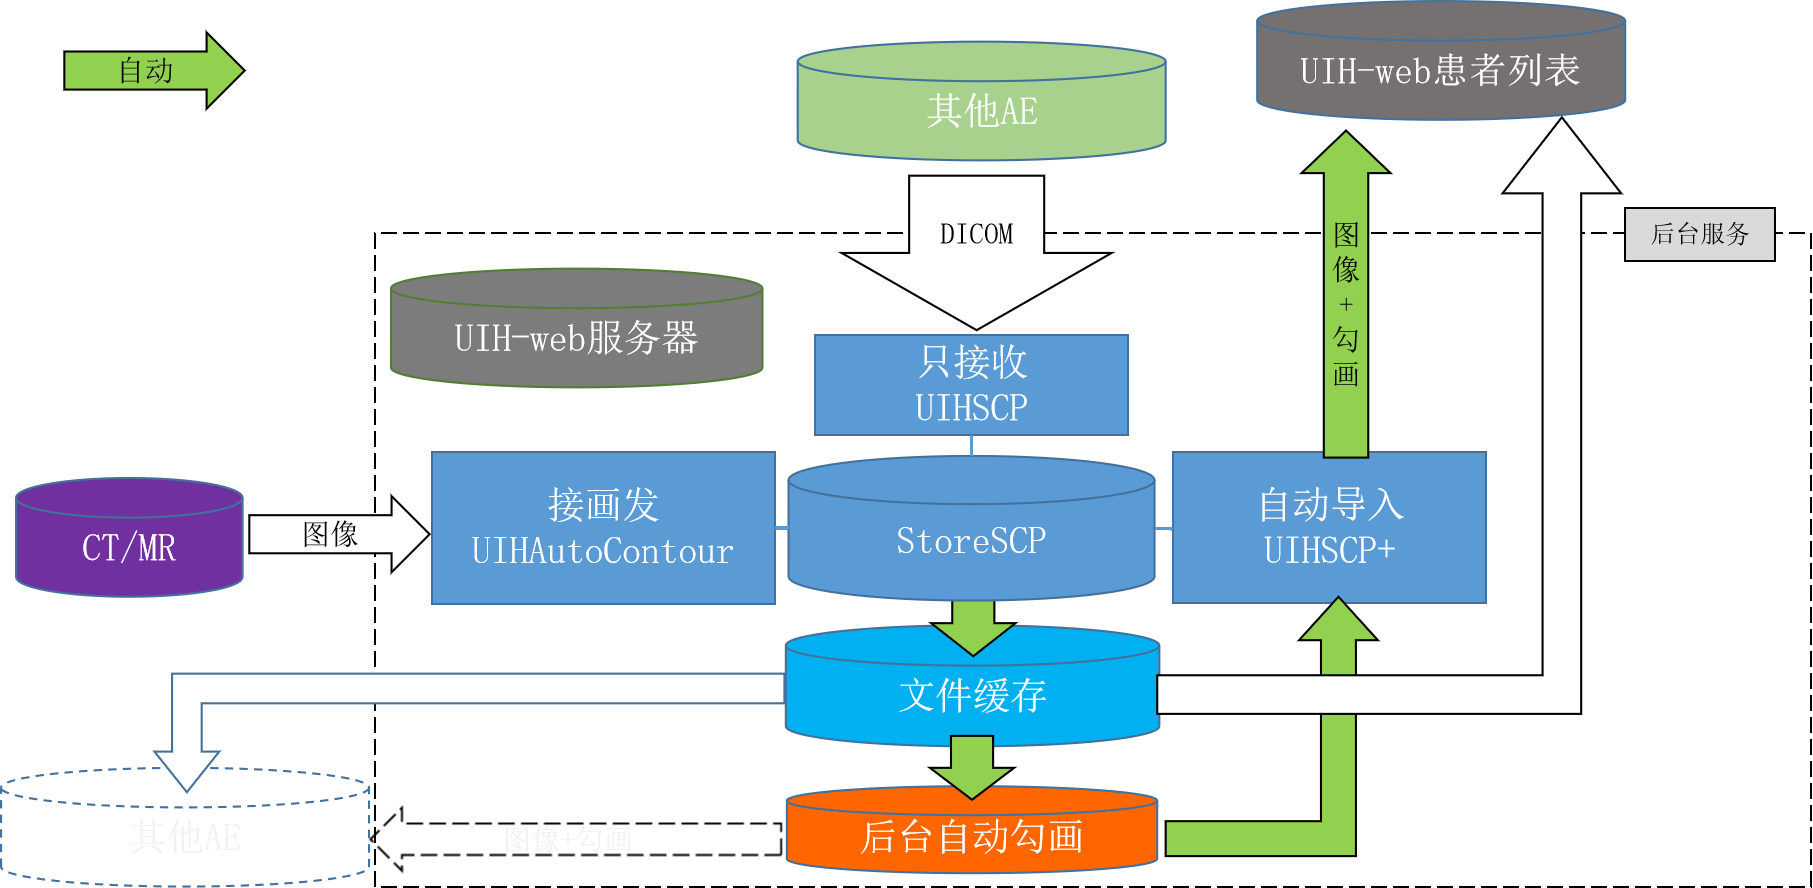 自动
其他AE
UIH-web患者列表
DICOM
后台服务
图
像
+
勾
画
UIH-web服务器
只接收
UIHSCP
CT/MR
图像
接画发
UIHAutoContour
StoreSCP
自动导入
UIHSCP+
文件缓存
其他AE
图像+勾画
后台自动勾画